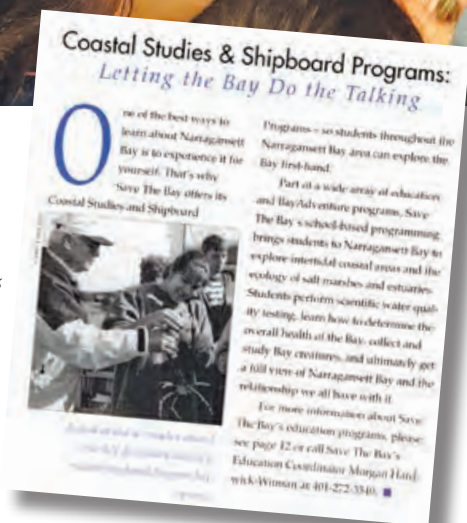 Coastal Studies & Shipboard Programs:
Letting the Bay Do the Talking
One of the best ways to
learn about Narragansett
Bay is to experience it for
yourself. That's why
Save The Bay offers its
Coastal Studies and Shipboard
Programs – so students throughout the
Narragansett Bay area can explore the
Bay first-hand.
Part of a wide array of education
and BayAdventure programs, Save
The Bay's school-based programming
brings students to Narragansett Bay to
explore intertidal coastal areas and the
ecology of salt marshes and estuaries.
Students perform scientific water qual-
ity testing, learn how to determine the
overall health of the Bay, collect and
study Bay creatures, and ultimately get
a full view of Narragansett Bay and the
relationship we all have with it.
For more information about Save
The Bay's education programs, please
see page 12 or call Save The Bay's
Education Coordinator Morgan Hard-
wick-Witman at 401-272-3540.